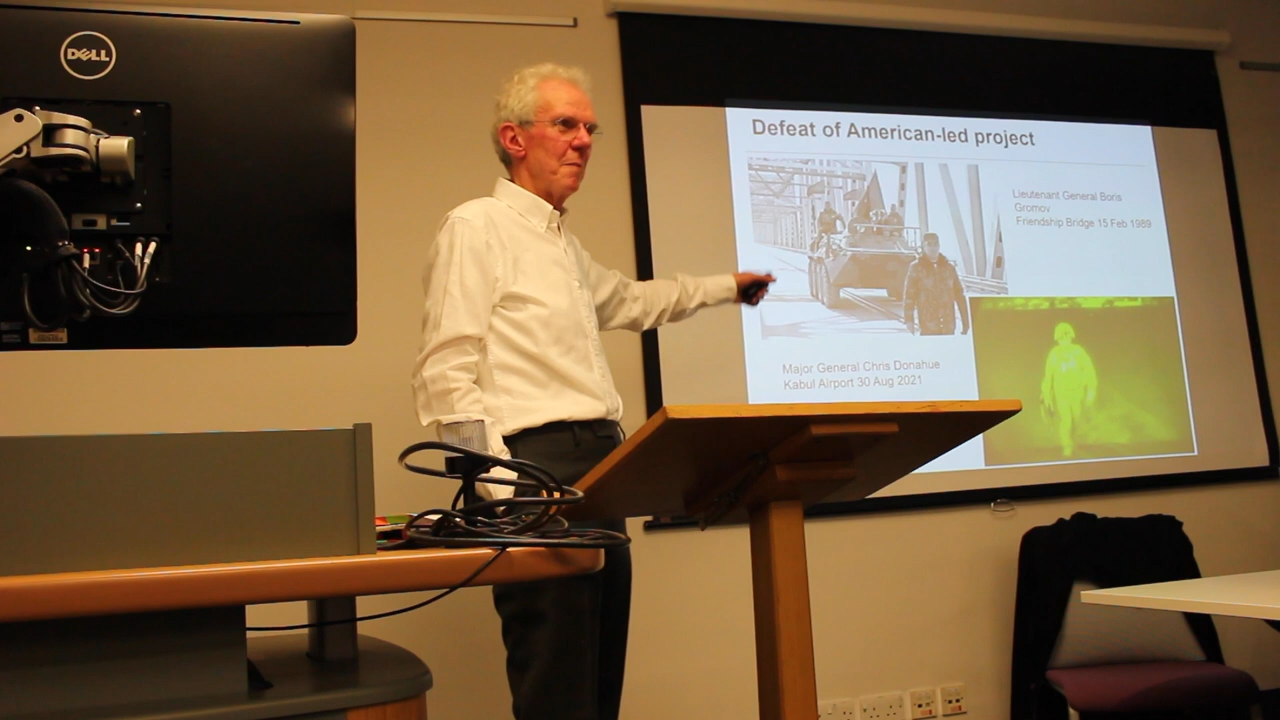 DELL
Defeat of American-led project
Lieutenant General Boris
Gromov
Friendship Bridge 15 Feb 1989
Major General Chris Donahue
Kabul Airport 30 Aug 2021